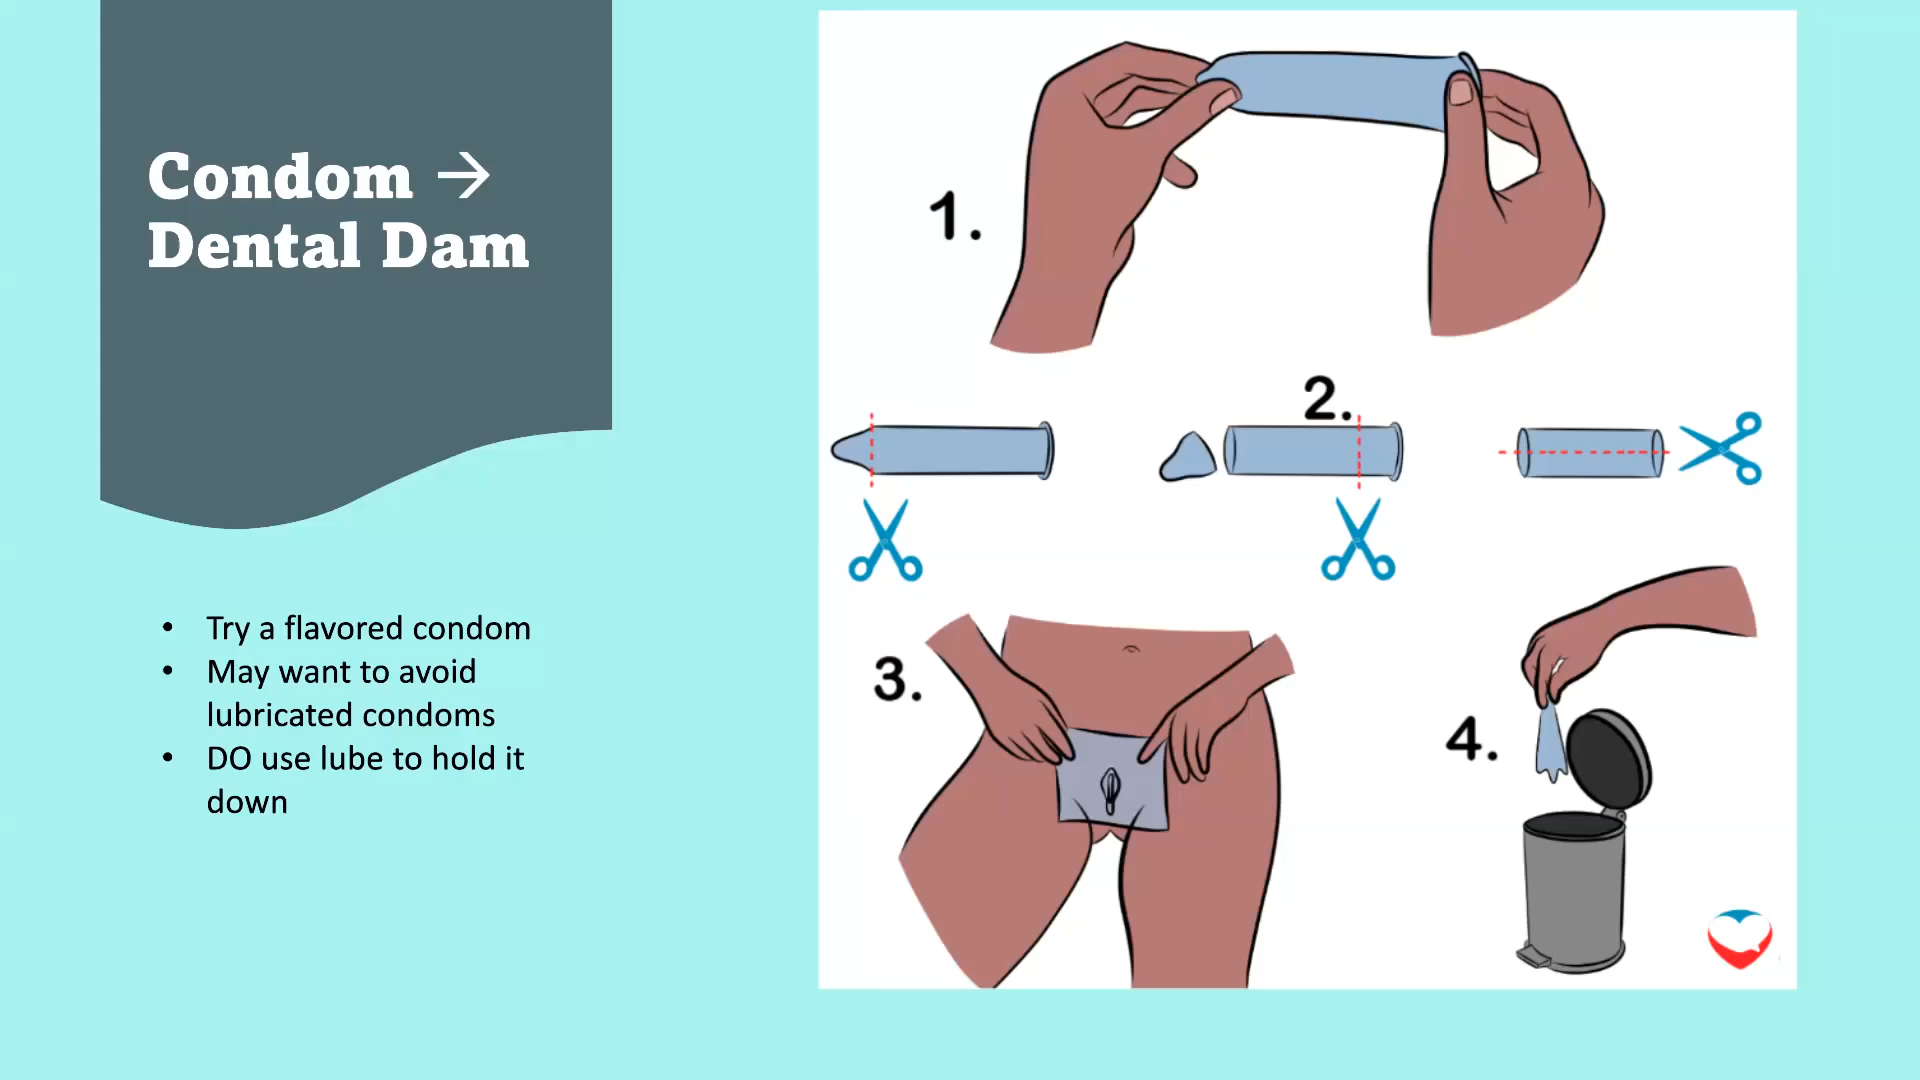 Condom →
Dental Dam
• Try a flavored condom
• May want to avoid
lubricated condoms
• DO use lube to hold it
down
1.
2.
3.
4.